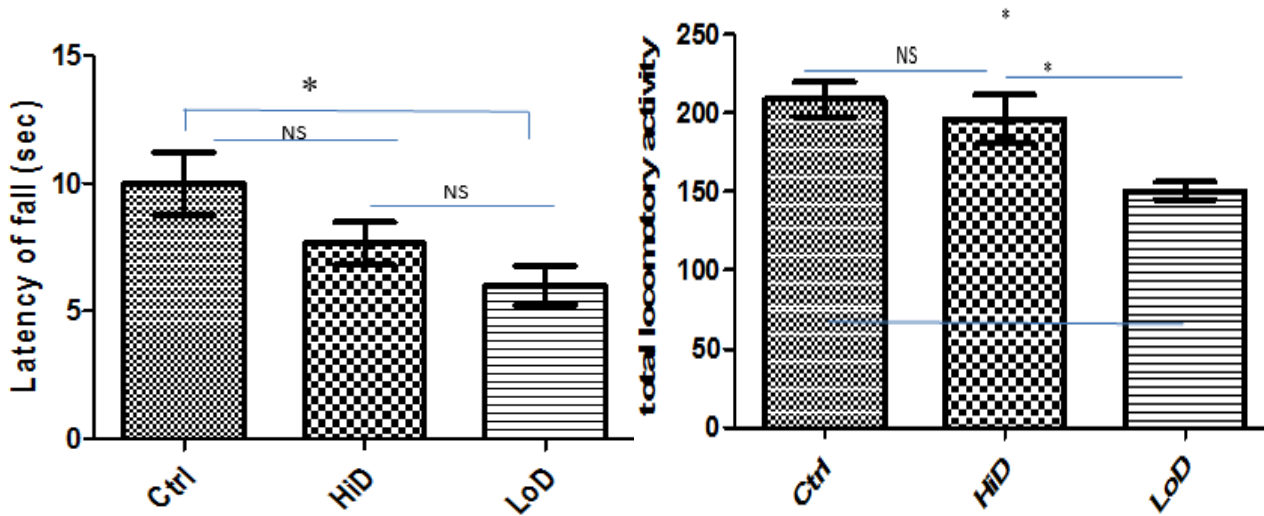 Latency of fall (sec)
15
10
5
0
*
NS
NS
Ctrl
HiD
LoD
total locomotory activity
250
200
150
100
50
0
*
NS
*
Ctrl
HiD
LoD